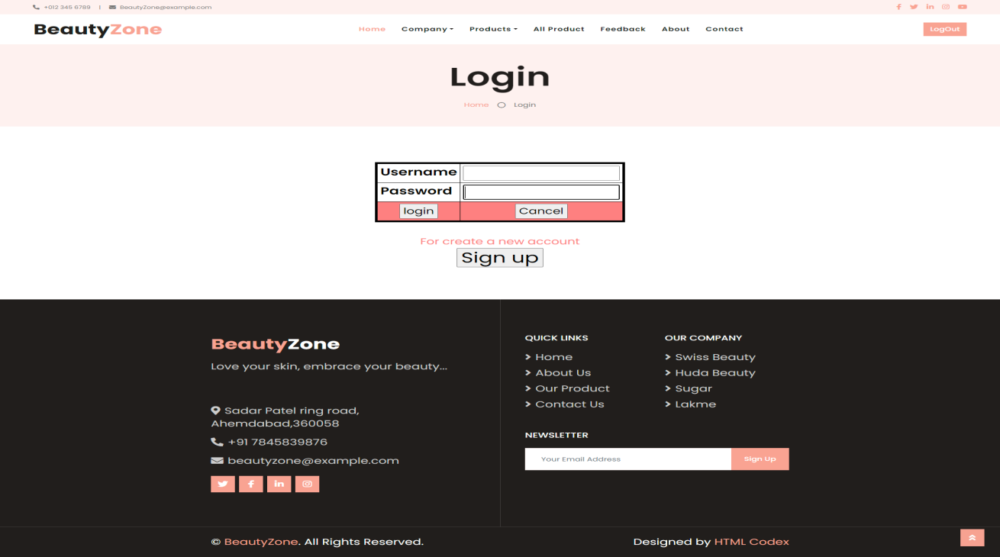 +012 345 6789 | BeautyZone@example.com
BeautyZone Home Company Products All Product Feedback About Contact LogOut
Login
Home Login
Username
Password
login Cancel
For create a new account
Sign up
BeautyZone
Love your skin, embrace your beauty...
Sadar Patel ring road,
Ahemdabad,360058
+91 7845839876
beautyzone@example.com
QUICK LINKS
Home
About Us
Our Product
Contact Us
OUR COMPANY
Swiss Beauty
Huda Beauty
Sugar
Lakme
NEWSLETTER
Your Email Address Sign Up
© BeautyZone. All Rights Reserved. Designed by HTML Codex